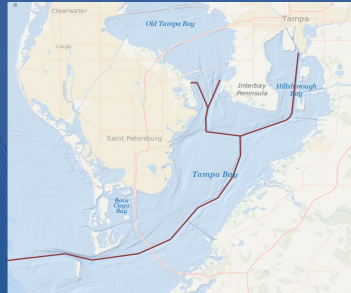 Clearwater
Old Tampa Bay
Tampa
Largo
Interbay
Peninsula
Hillsborough
Bay
Saint Petersburg
Tampa Bay
Boca
Ciega
Bay